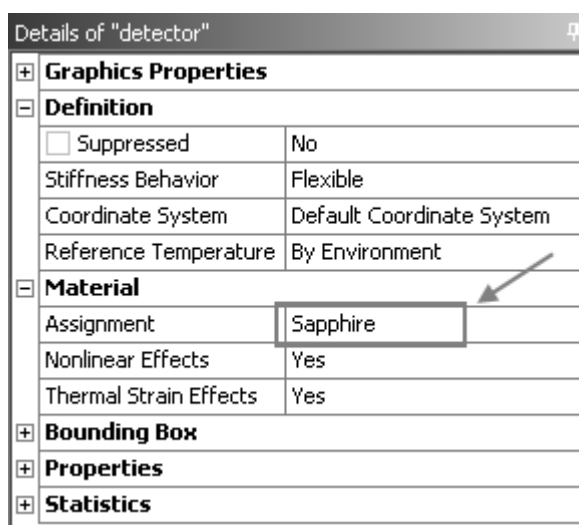 Details of "detector"
Graphics Properties
Definition
Suppressed No
Stiffness Behavior Flexible
Coordinate System Default Coordinate System
Reference Temperature By Environment
Material
Assignment Sapphire
Nonlinear Effects Yes
Thermal Strain Effects Yes
Bounding Box
Properties
Statistics